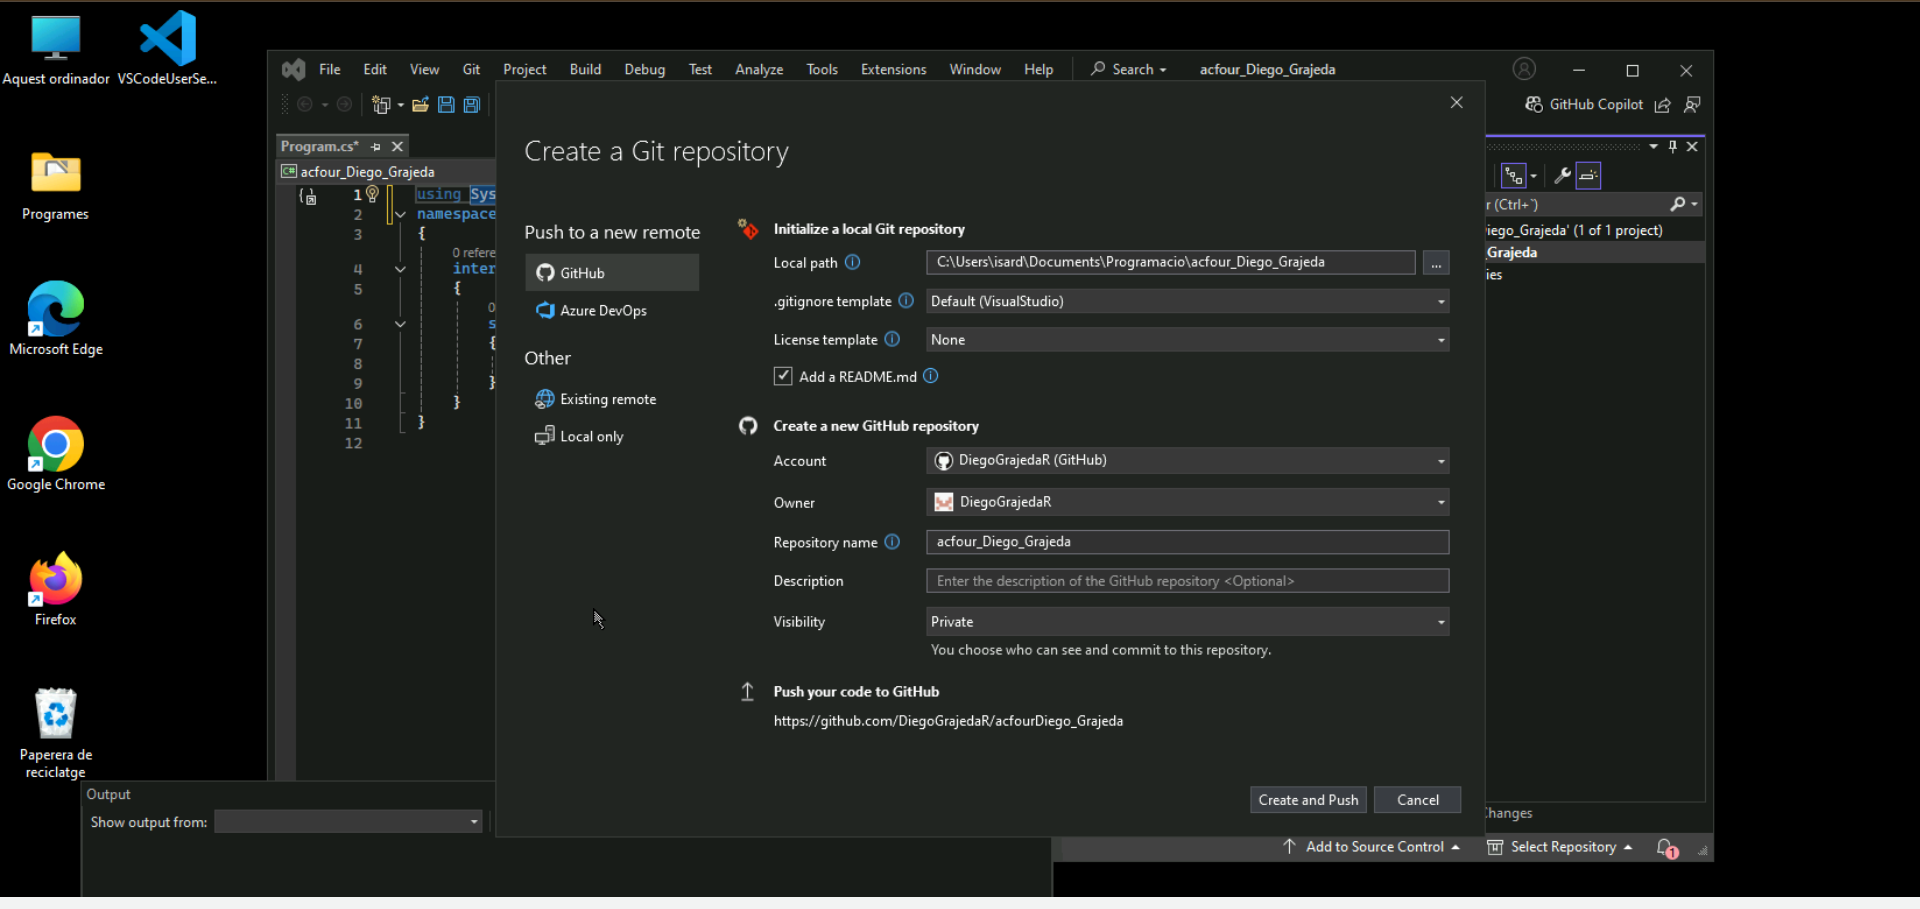 Aquest ordinador
VSCodeUserSe...
Programes
Microsoft Edge
Google Chrome
Firefox
Paperera de
reciclatge
File Edit View Git Project Build Debug Test Analyze Tools Extensions Window Help Search acfour_Diego_Grajeda
GitHub Copilot
Program.cs*
C# acfour_Diego_Grajeda
1 using Sys
2 namespace
3 {
0 refere
4 inter
5 {
0
6 s
7 {
8
9 }
10 }
11 }
12
Create a Git repository
Push to a new remote
GitHub
Azure DevOps
Other
Existing remote
Local only
Initialize a local Git repository
Local path C:\Users\isard\Documents\Programacio\acfour_Diego_Grajeda ...
.gitignore template Default (VisualStudio)
License template None
Add a README.md
Create a new GitHub repository
Account DiegoGrajedaR (GitHub)
Owner DiegoGrajedaR
Repository name acfour_Diego_Grajeda
Description Enter the description of the GitHub repository <Optional>
Visibility Private
You choose who can see and commit to this repository.
Push your code to GitHub
https://github.com/DiegoGrajedaR/acfourDiego_Grajeda
Create and Push Cancel
r (Ctrl+`)
iego_Grajeda' (1 of 1 project)
_Grajeda
ies
Changes
Output
Show output from:
Add to Source Control Select Repository 1